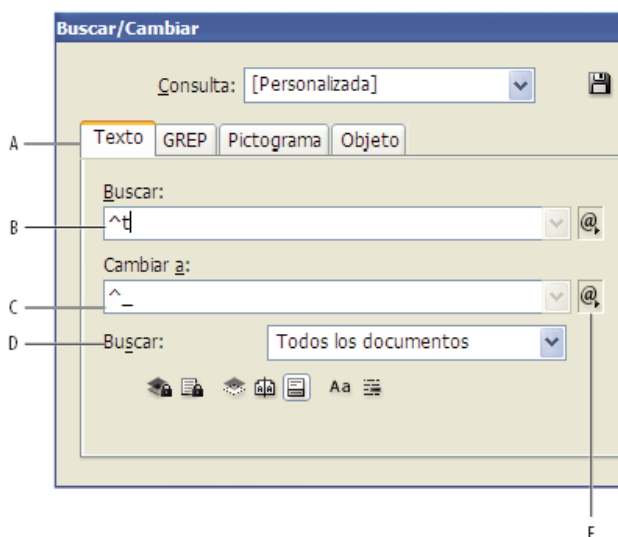 Buscar/Cambiar
Consulta: [Personalizada]
A
Texto GREP Pictograma Objeto
Buscar:
B ^t @
Cambiar a:
C ^_ @
D Buscar: Todos los documentos
Aa
E